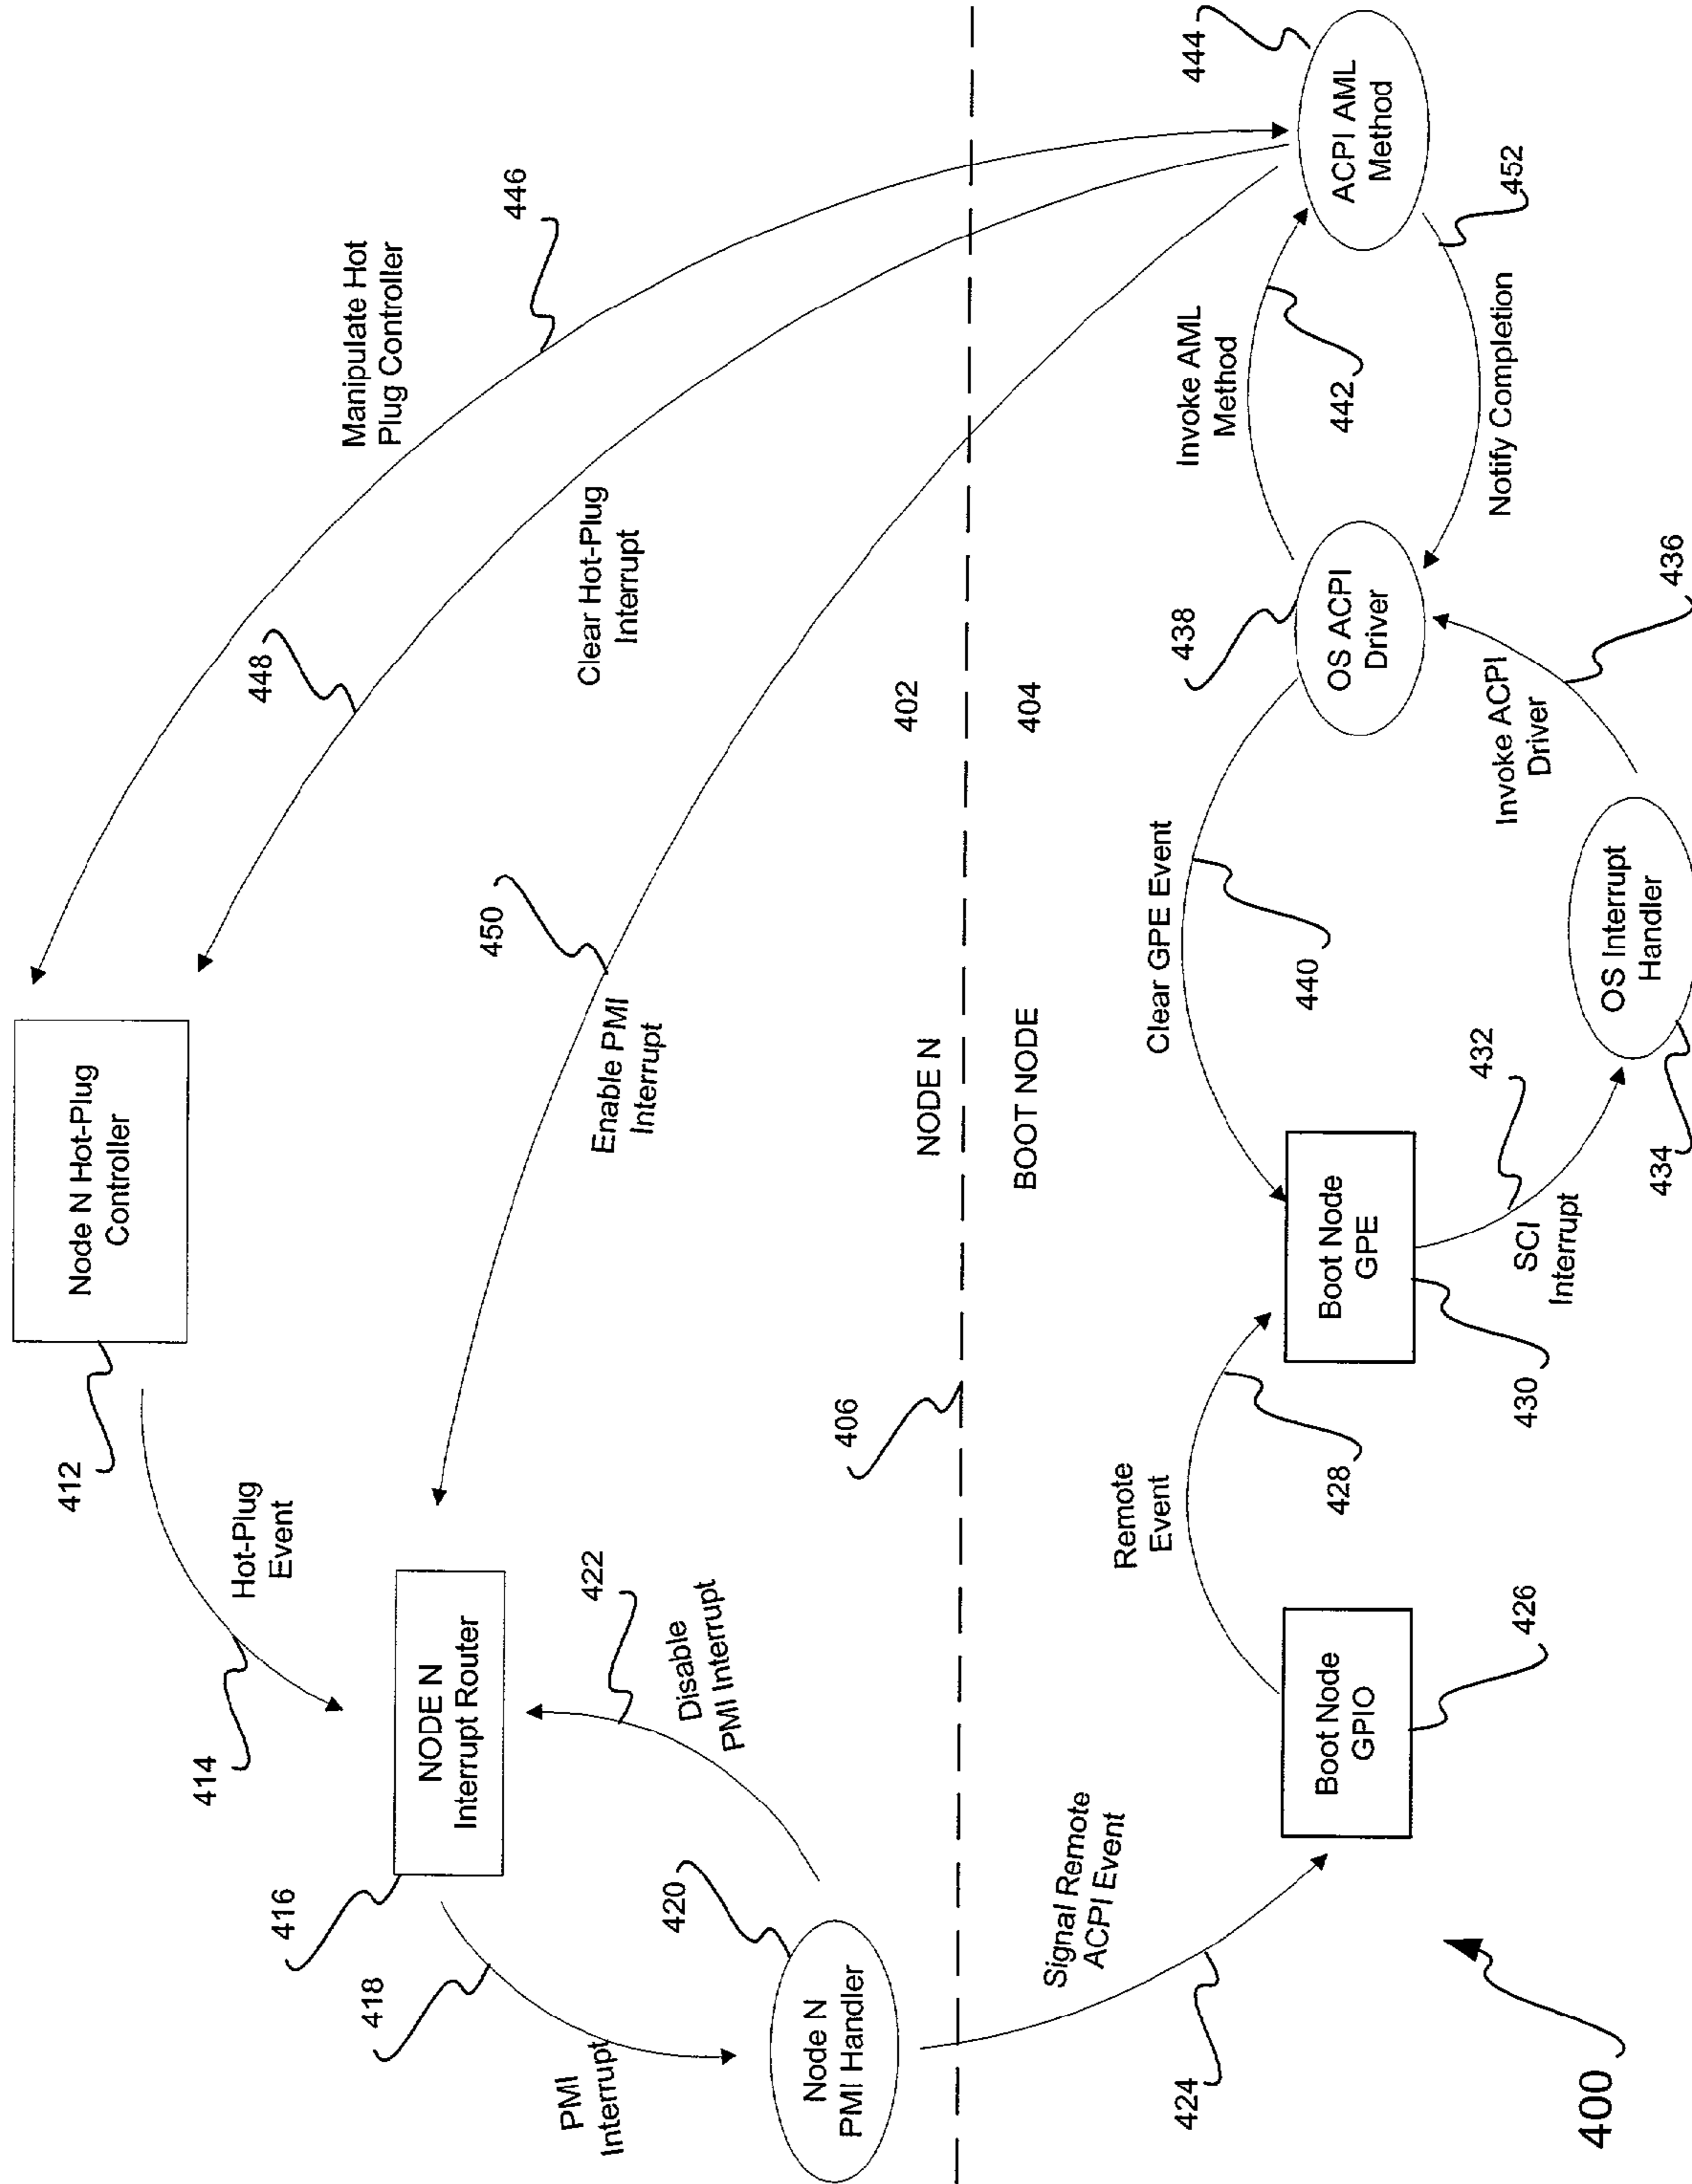 Node N Hot-Plug
Controller
412
Hot-Plug
Event
414
Manipulate Hot
Plug Controller
446
448
Clear Hot-Plug
Interrupt
450
Enable PMI
Interrupt
NODE N
Interrupt Router
416
418
PMI
Interrupt
420
422
Disable
PMI Interrupt
Node N
PMI Handler
406
NODE N
402
BOOT NODE
404
Signal Remote
ACPI Event
424
Boot Node
GPIO
426
Remote
Event
428
Boot Node
GPE
430
SCI
Interrupt
432
OS Interrupt
Handler
434
Invoke ACPI
Driver
436
OS ACPI
Driver
438
Clear GPE Event
440
Invoke AML
Method
442
ACPI AML
Method
444
Notify Completion
452
400